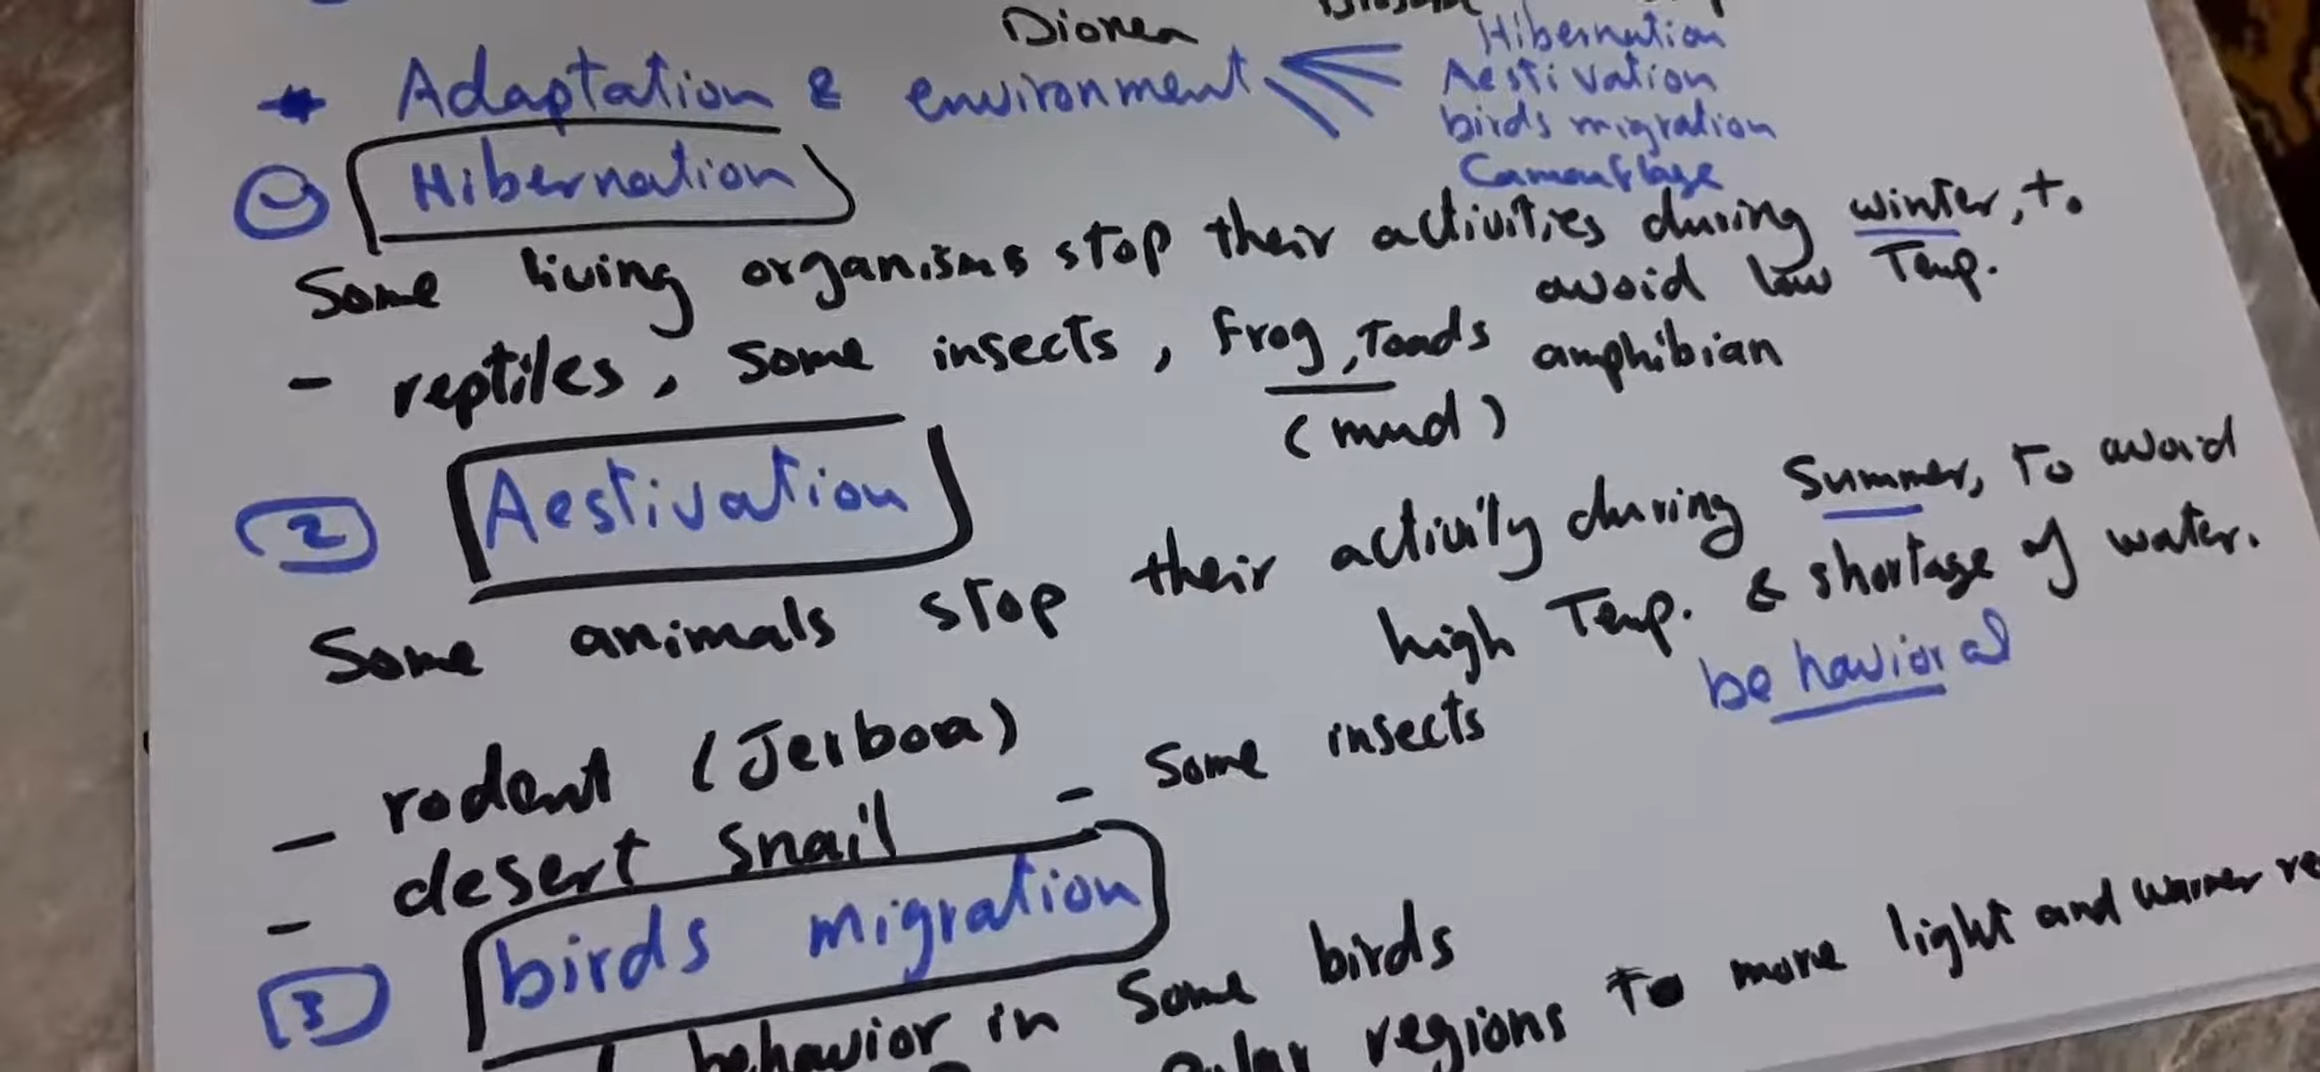 Dionea
Hibernation
* Adaptation & environment
Aestivation
birds migration
Camouflage
1 Hibernation
Some living organisms stop their activities during winter, to
avoid low Temp.
- reptiles, some insects, frog, Toads amphibian
(mud)
2 Aestivation
Some animals stop their activity during Summer, To avoid
high Temp. & shortage of water.
behavioral
- rodent (Jerboa) - Some insects
- desert snail
3 birds migration
behavior in Some birds
regions to more light and warmer